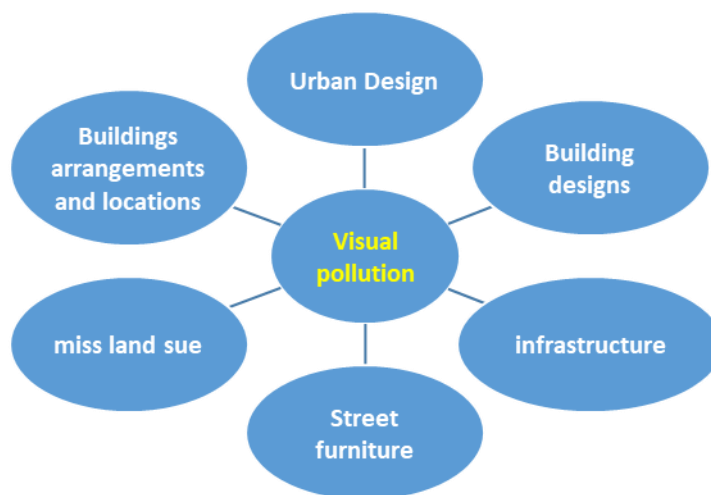 Urban Design
Buildings
arrangements
and locations
Building
designs
Visual
pollution
miss land sue
infrastructure
Street
furniture